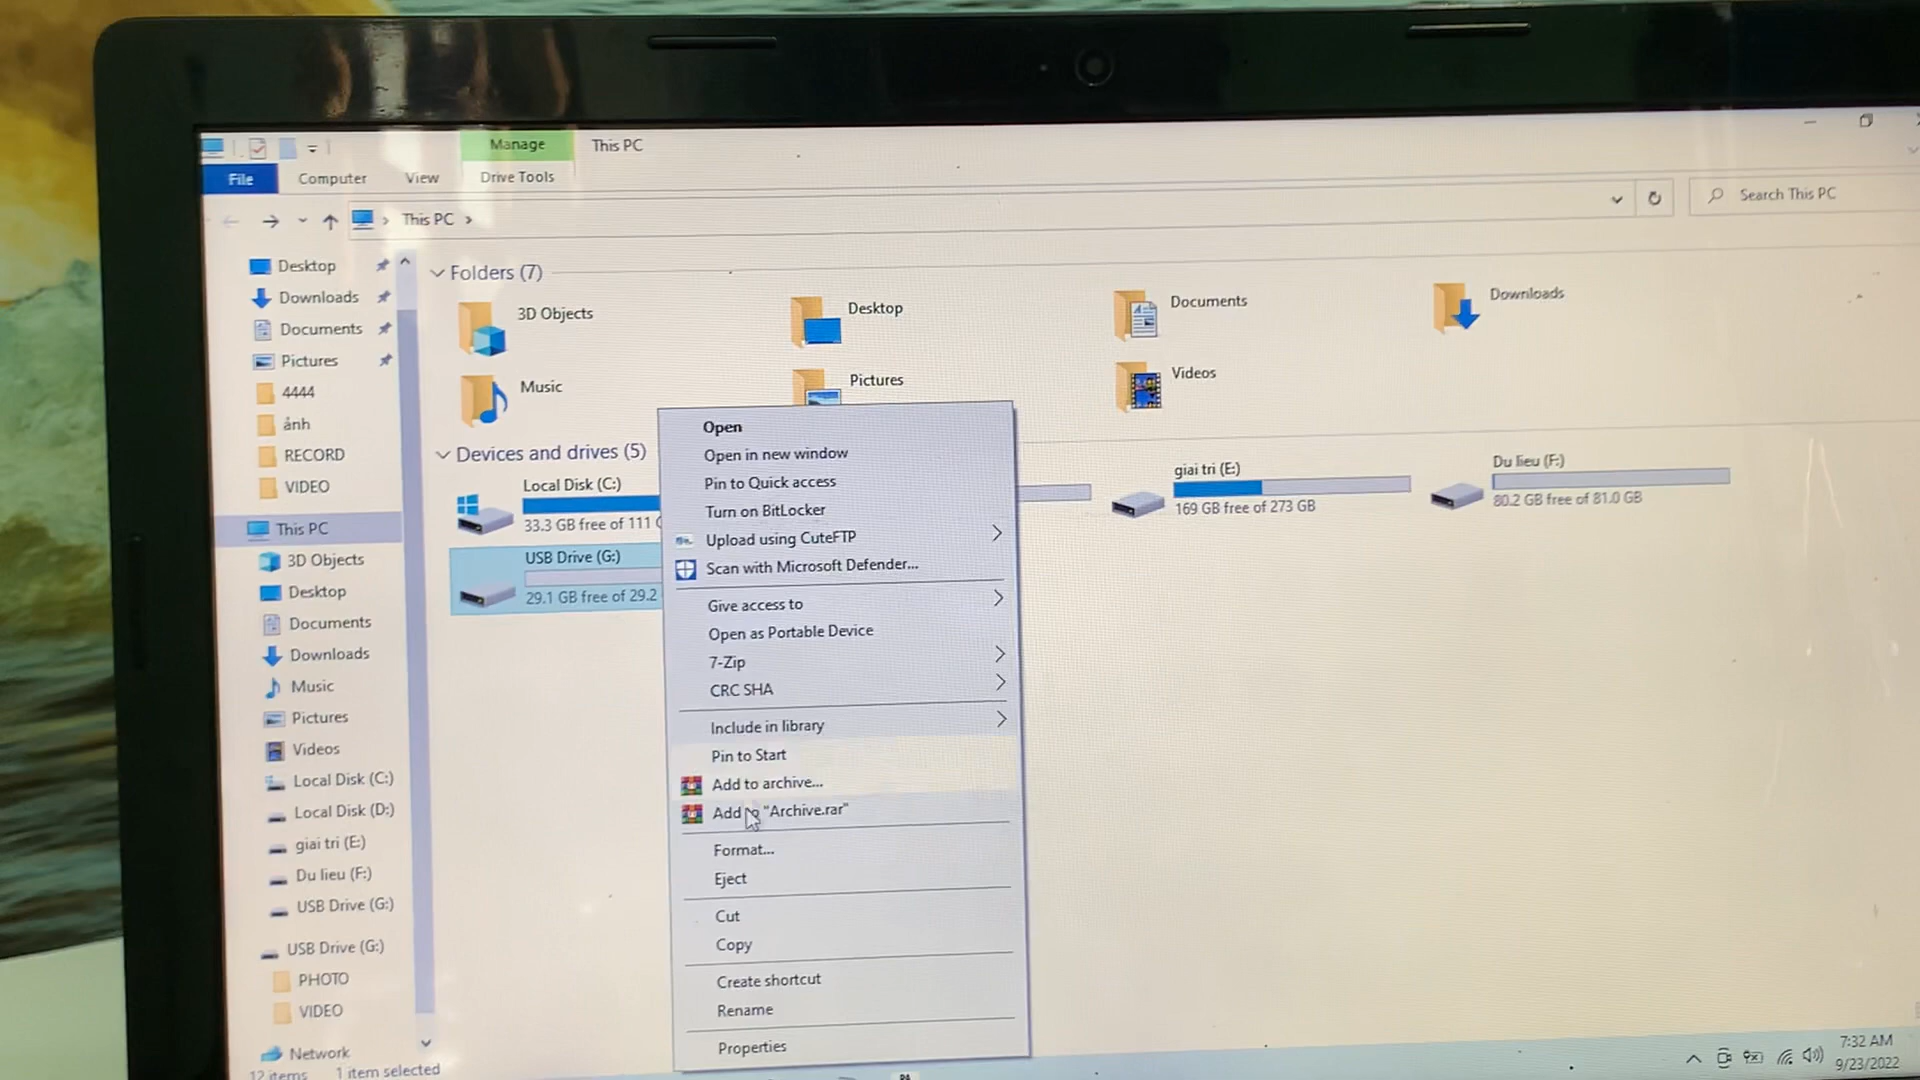 Manage
This PC
File
Computer
View
Drive Tools
This PC
Search This PC
Desktop
Downloads
Documents
Pictures
4444
ảnh
RECORD
VIDEO
This PC
3D Objects
Desktop
Documents
Downloads
Music
Pictures
Videos
Local Disk (C:)
Local Disk (D:)
giai tri (E:)
Du lieu (F:)
USB Drive (G:)
USB Drive (G:)
PHOTO
VIDEO
Network
12 items
1 item selected
Folders (7)
3D Objects
Desktop
Documents
Downloads
Music
Pictures
Videos
Devices and drives (5)
Local Disk (C:)
33.3 GB free of 111
giai tri (E:)
169 GB free of 273 GB
Du lieu (F:)
80.2 GB free of 81.0 GB
USB Drive (G:)
29.1 GB free of 29.2
Open
Open in new window
Pin to Quick access
Turn on BitLocker
Upload using CuteFTP
Scan with Microsoft Defender...
Give access to
Open as Portable Device
7-Zip
CRC SHA
Include in library
Pin to Start
Add to archive...
Add to "Archive.rar"
Format...
Eject
Cut
Copy
Create shortcut
Rename
Properties
7:32 AM
9/23/2022